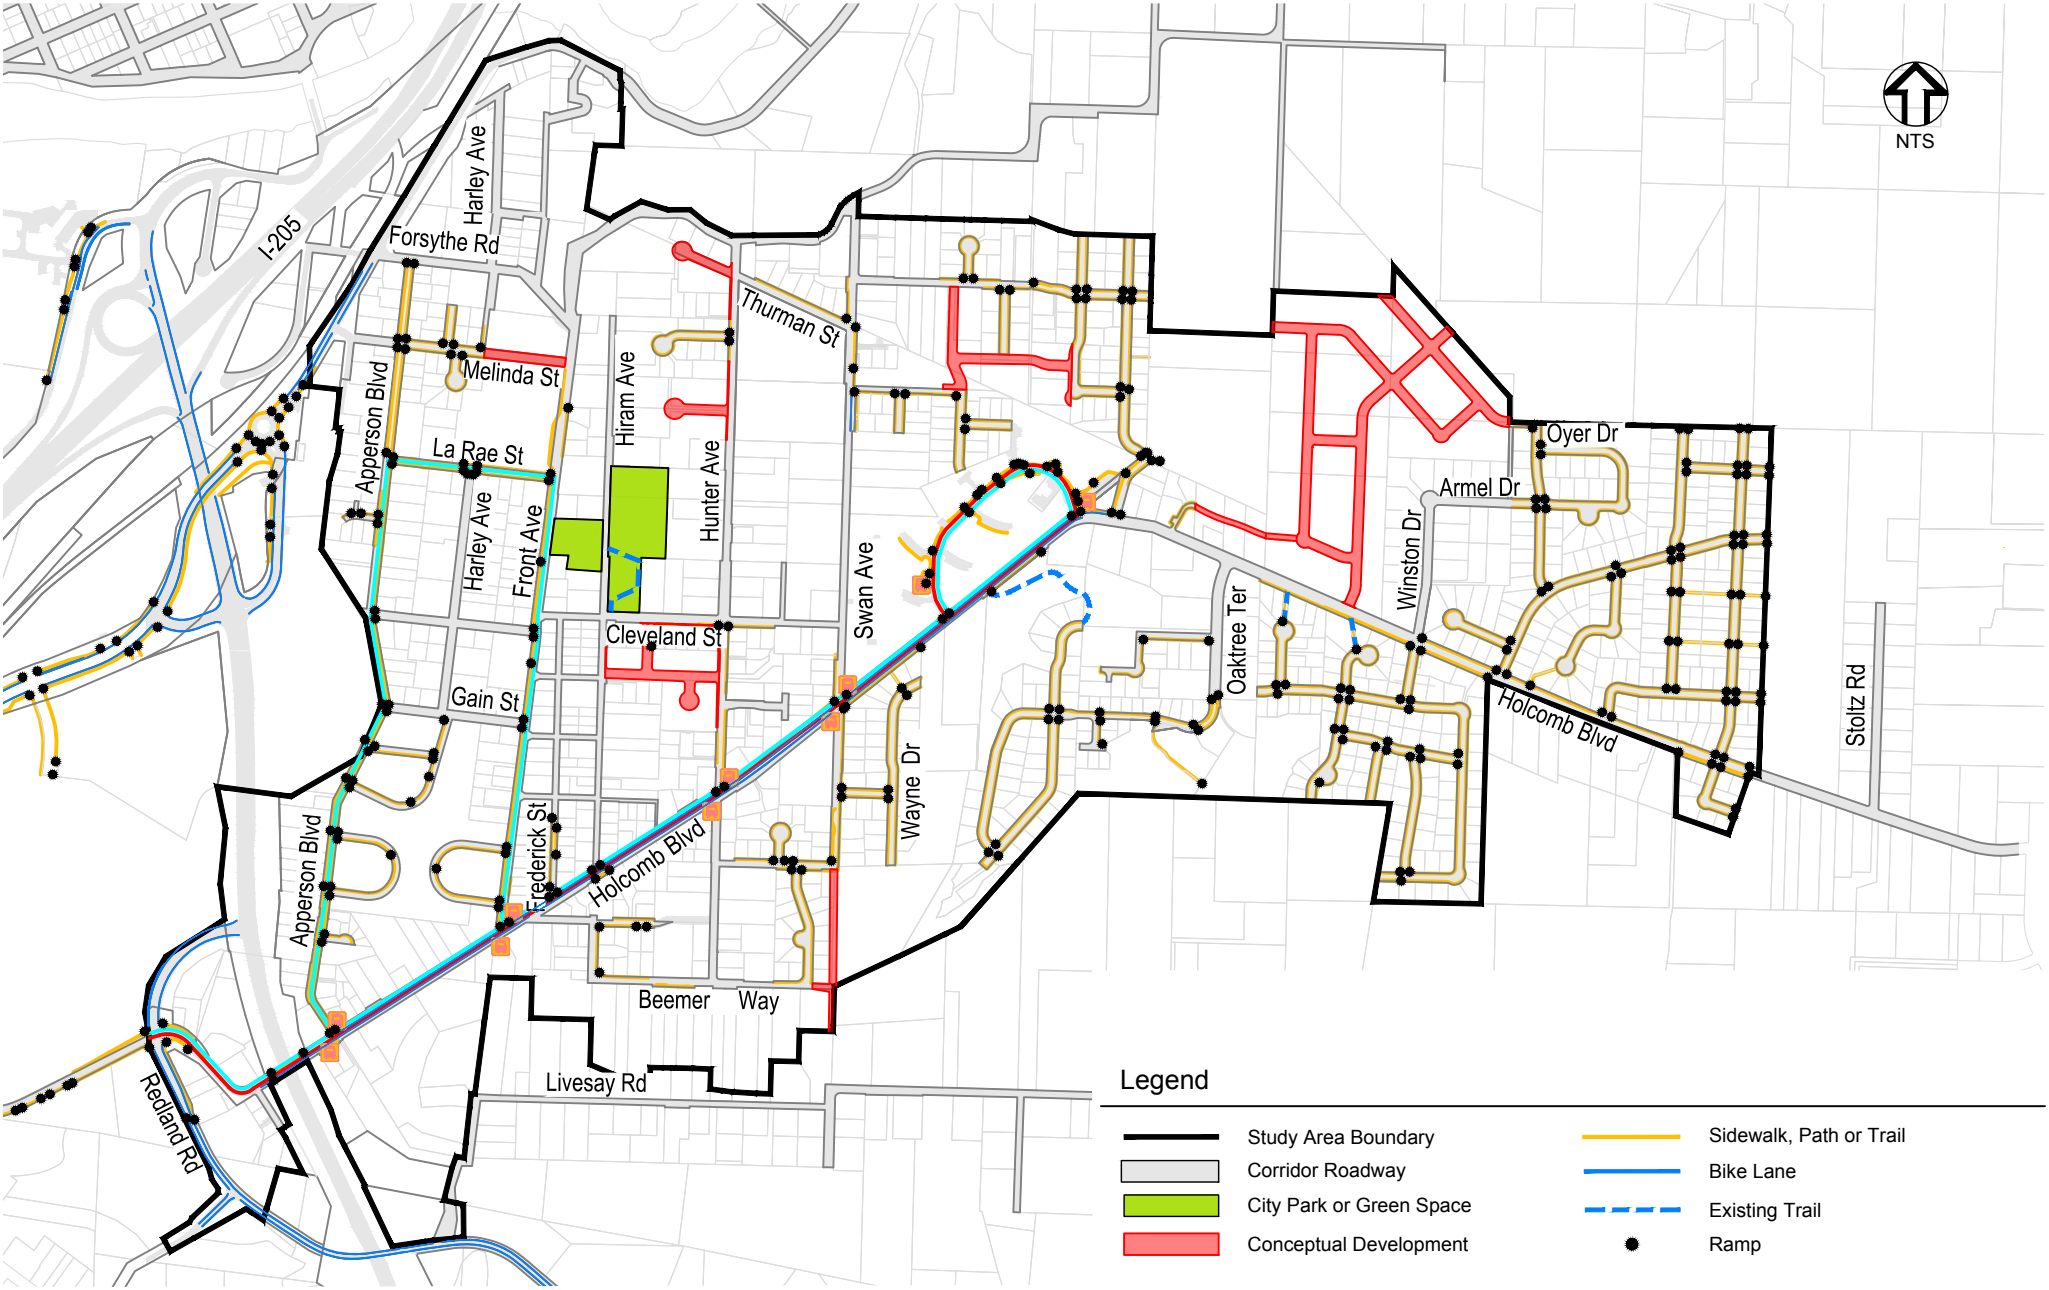 NTS
Harley Ave
I-205
Forsythe Rd
Thurman St
Melinda St
Hiram Ave
Apperson Blvd
La Rae St
Hunter Ave
Harley Ave
Front Ave
Oyer Dr
Armel Dr
Winston Dr
Swan Ave
Cleveland St
Oaktree Ter
Gain St
Stoltz Rd
Holcomb Blvd
Wayne Dr
Frederick St
Holcomb Blvd
Apperson Blvd
Beemer Way
Livesay Rd
Redland Rd
Legend
Study Area Boundary
Corridor Roadway
City Park or Green Space
Conceptual Development
Sidewalk, Path or Trail
Bike Lane
Existing Trail
Ramp